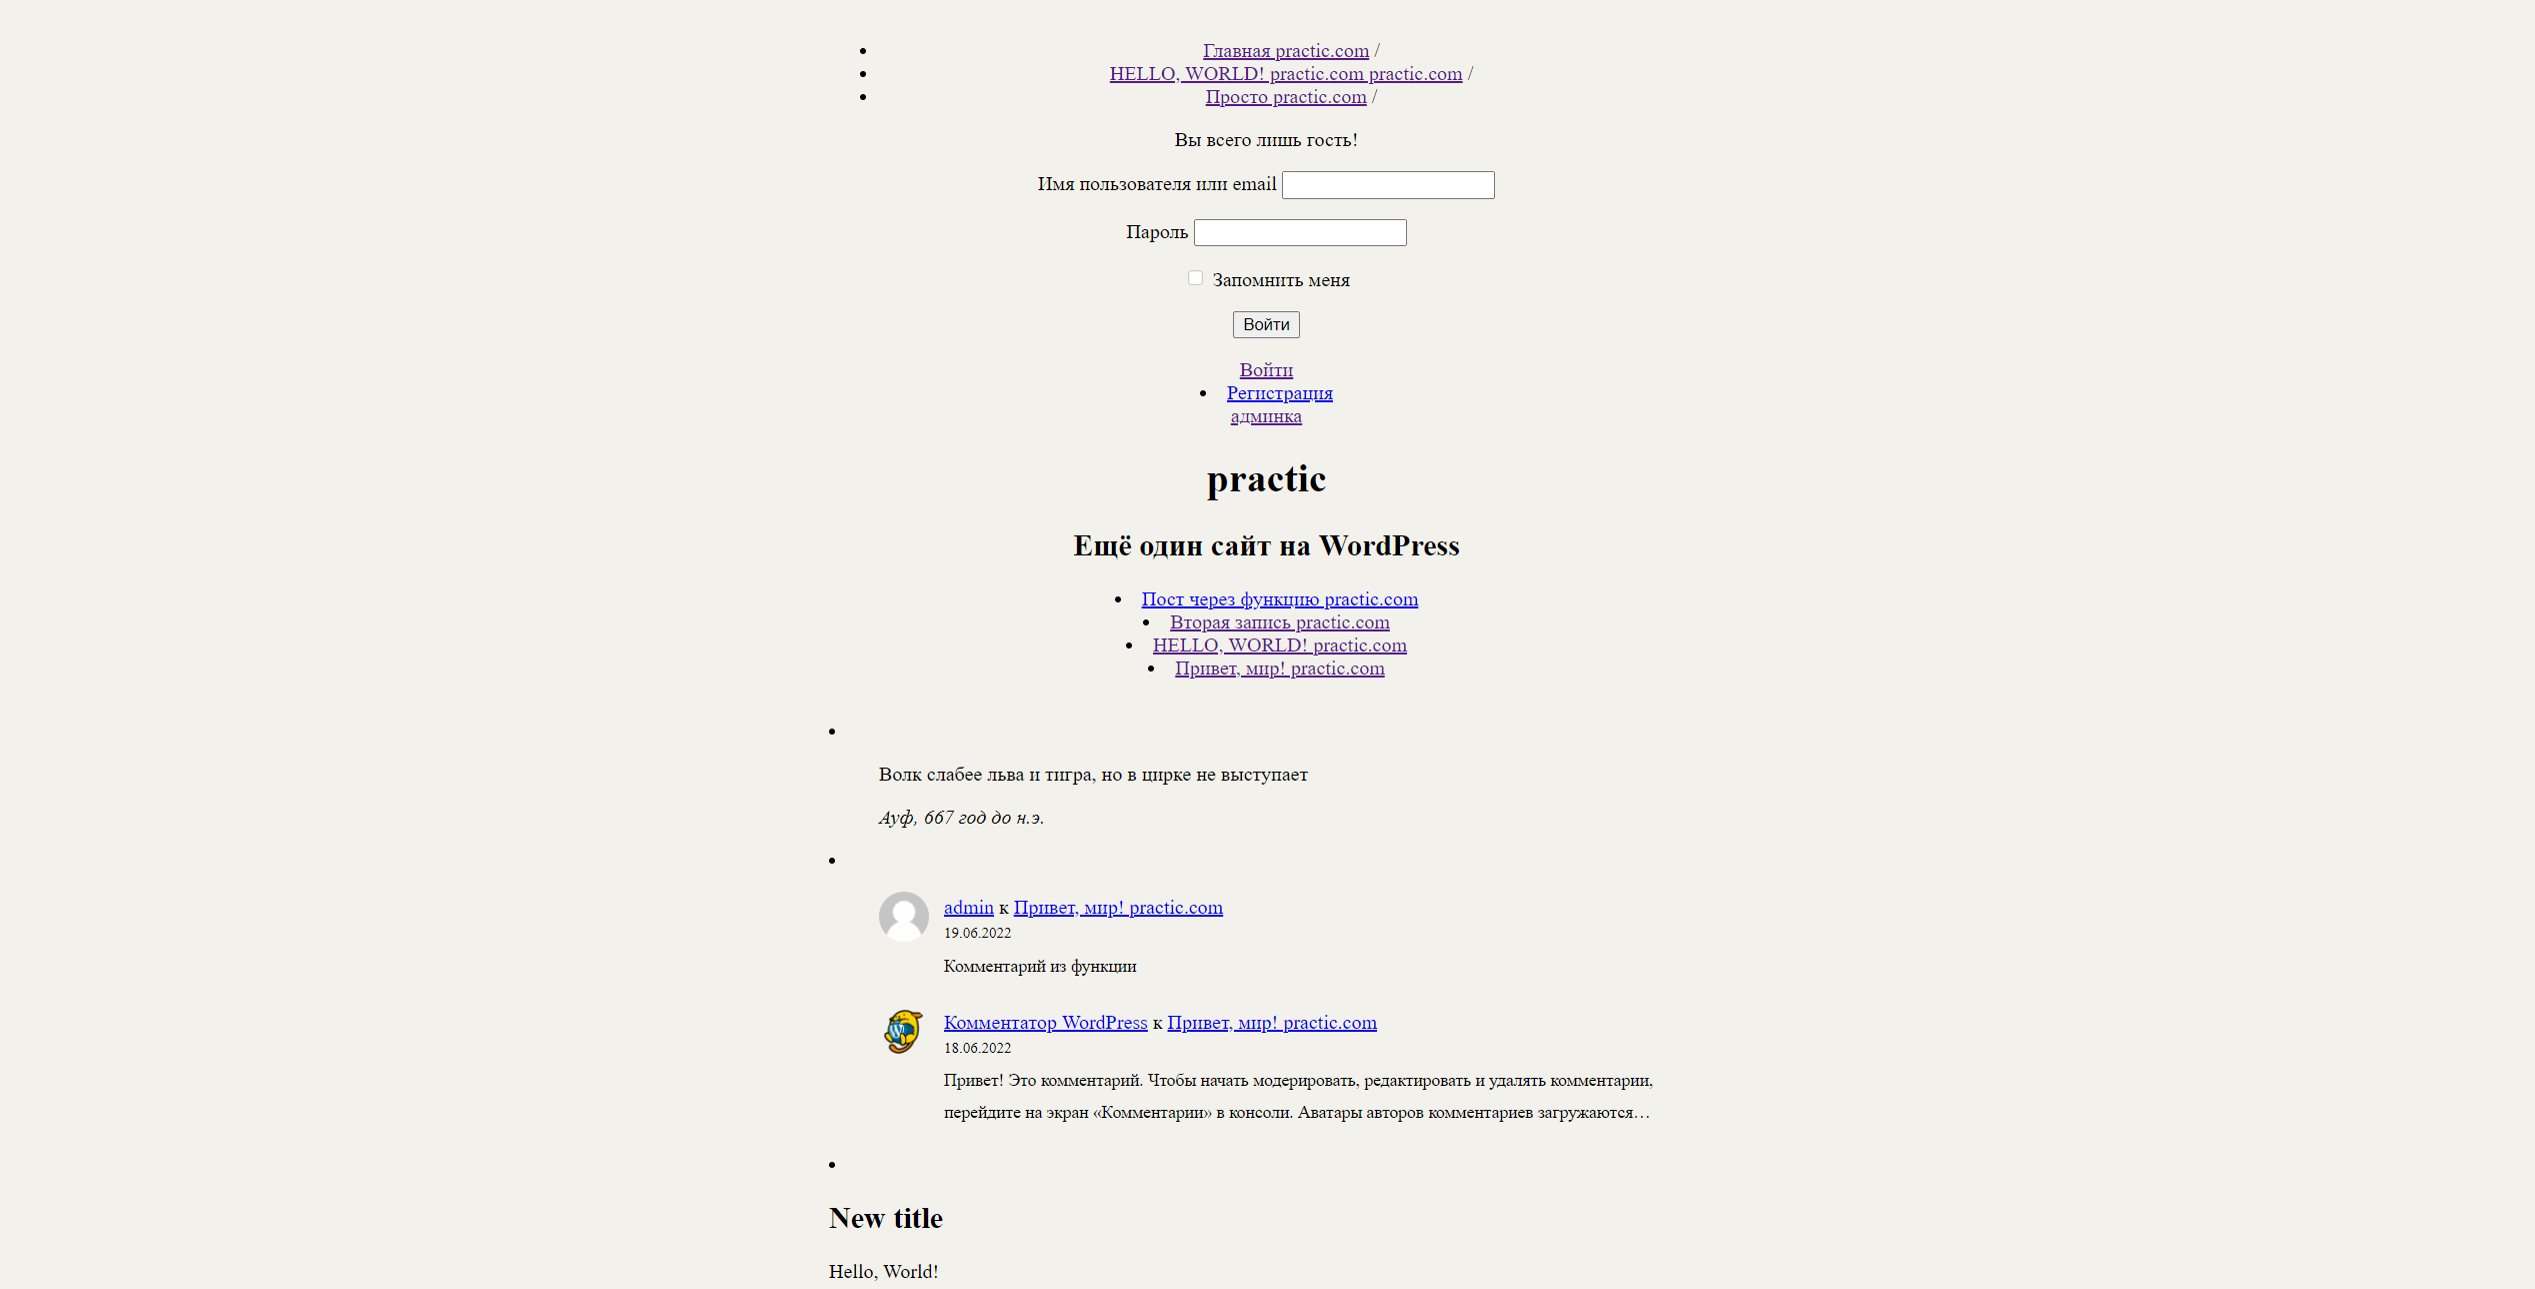 Главная practic.com /
HELLO, WORLD! practic.com practic.com /
Просто practic.com /
Вы всего лишь гость!
Имя пользователя или email
Пароль
Запомнить меня
Войти
Войти
Регистрация
админка
practic
Ещё один сайт на WordPress
Пост через функцию practic.com
Вторая запись practic.com
HELLO, WORLD! practic.com
Привет, мир! practic.com
Волк слабее льва и тигра, но в цирке не выступает
Ауф, 667 год до н.э.
admin к Привет, мир! practic.com
19.06.2022
Комментарий из функции
Комментатор WordPress к Привет, мир! practic.com
18.06.2022
Привет! Это комментарий. Чтобы начать модерировать, редактировать и удалять комментарии,
перейдите на экран «Комментарии» в консоли. Аватары авторов комментариев загружаются…
New title
Hello, World!